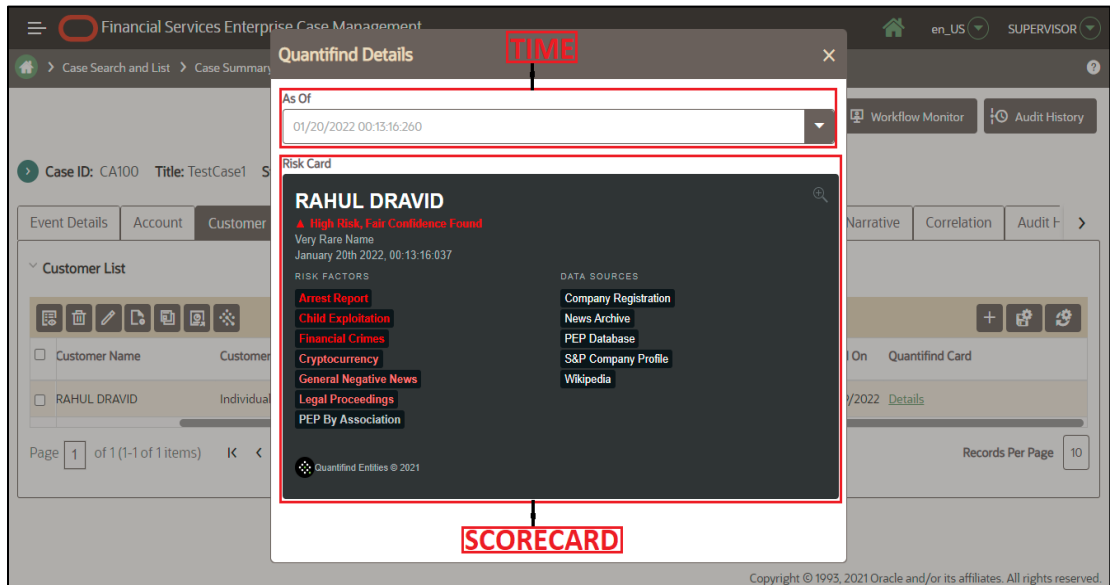 Financial Services Enterprise Case Management
en_US
SUPERVISOR
Case Search and List
Case Summary
?
Quantifind Details
TIME
Workflow Monitor
Audit History
As Of
01/20/2022 00:13:16:260
Case ID: CA100 Title: TestCase1 S
Risk Card
RAHUL DRAVID
High Risk, Fair Confidence Found
Very Rare Name
January 20th 2022, 00:13:16:037
RISK FACTORS
Arrest Report
Child Exploitation
Financial Crimes
Cryptocurrency
General Negative News
Legal Proceedings
PEP By Association
DATA SOURCES
Company Registration
News Archive
PEP Database
S&P Company Profile
Wikipedia
Quantifind Entities © 2021
SCORECARD
Event Details
Account
Customer
Narrative
Correlation
Audit H
Customer List
Customer Name
Customer
On
Quantifind Card
RAHUL DRAVID
Individual
/2022 Details
Page 1 of 1 (1-1 of 1 items)
Records Per Page 10
Copyright © 1993, 2021 Oracle and/or its affiliates. All rights reserved.